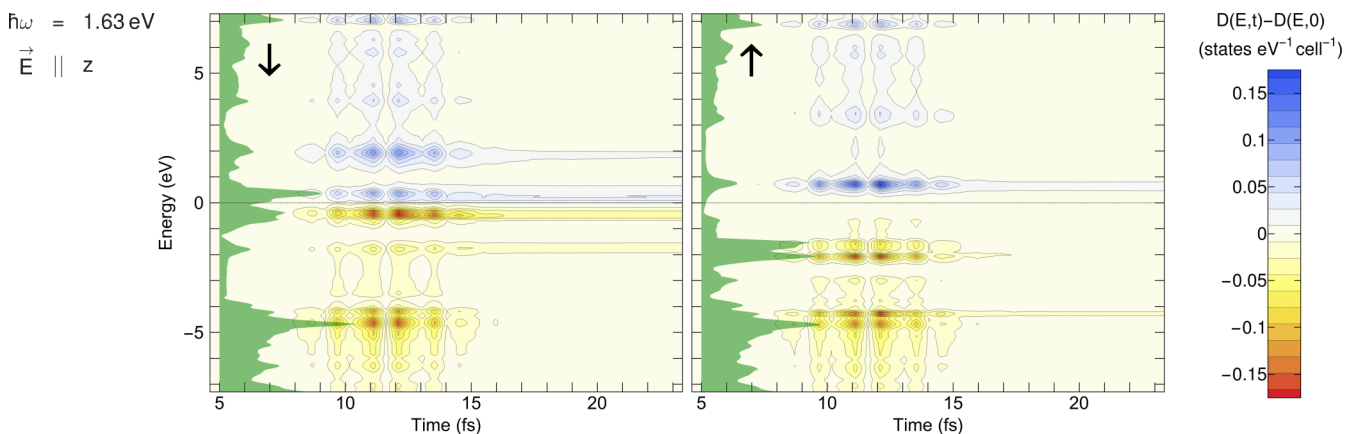 ħω = 1.63 eV
E⃗ || z
Energy (eV)
5
0
−5
↓
5
10
15
20
Time (fs)
↑
5
10
15
20
Time (fs)
D(E,t)−D(E,0)
(states eV⁻¹ cell⁻¹)
0.15
0.1
0.05
0
−0.05
−0.1
−0.15